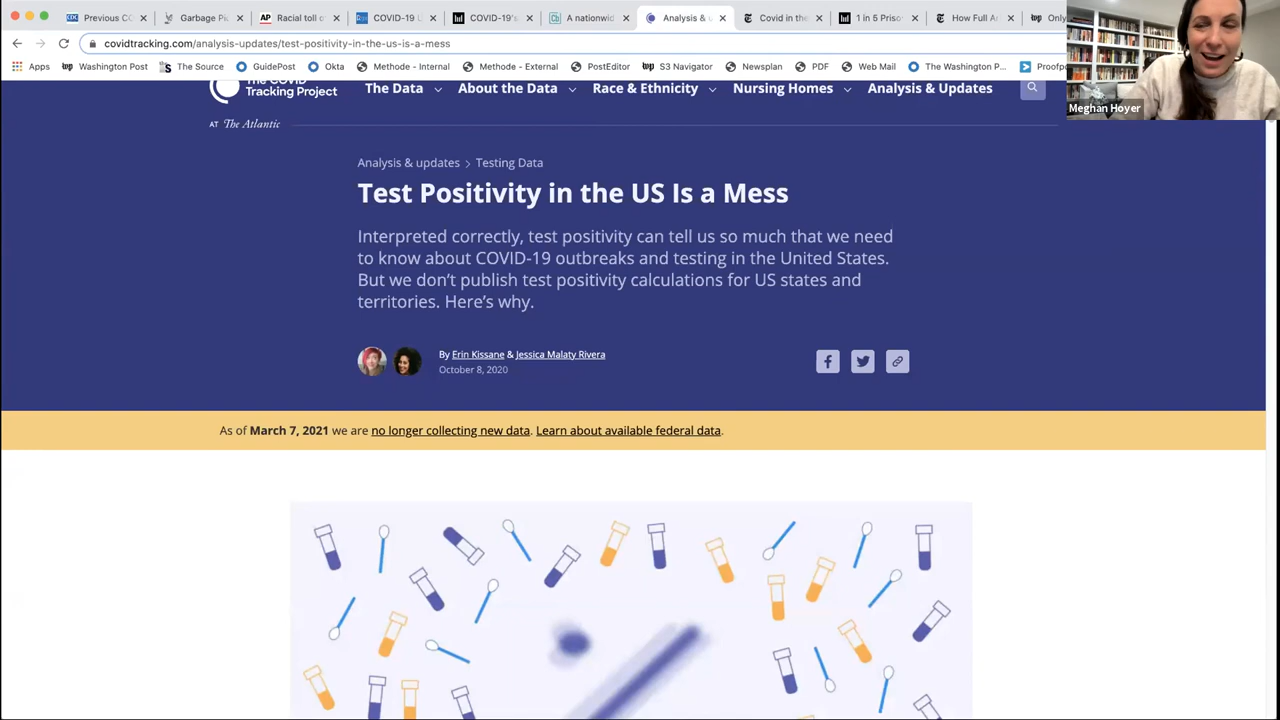 Previous CO
Garbage Pi
Racial toll o
COVID-19 U
COVID-19's
A nationwid
Analysis & u
Covid in the
1 in 5 Priso
How Full Ar
Only
covidtracking.com/analysis-updates/test-positivity-in-the-us-is-a-mess
Apps
Washington Post
The Source
GuidePost
Okta
Methode - Internal
Methode - External
PostEditor
S3 Navigator
Newsplan
PDF
Web Mail
The Washington P...
Proofp
Meghan Hoyer
The COVID
Tracking Project
The Data
About the Data
Race & Ethnicity
Nursing Homes
Analysis & Updates
AT The Atlantic
Analysis & updates > Testing Data
Test Positivity in the US Is a Mess
Interpreted correctly, test positivity can tell us so much that we need
to know about COVID-19 outbreaks and testing in the United States.
But we don't publish test positivity calculations for US states and
territories. Here's why.
By Erin Kissane & Jessica Malaty Rivera
October 8, 2020
As of March 7, 2021 we are no longer collecting new data. Learn about available federal data.